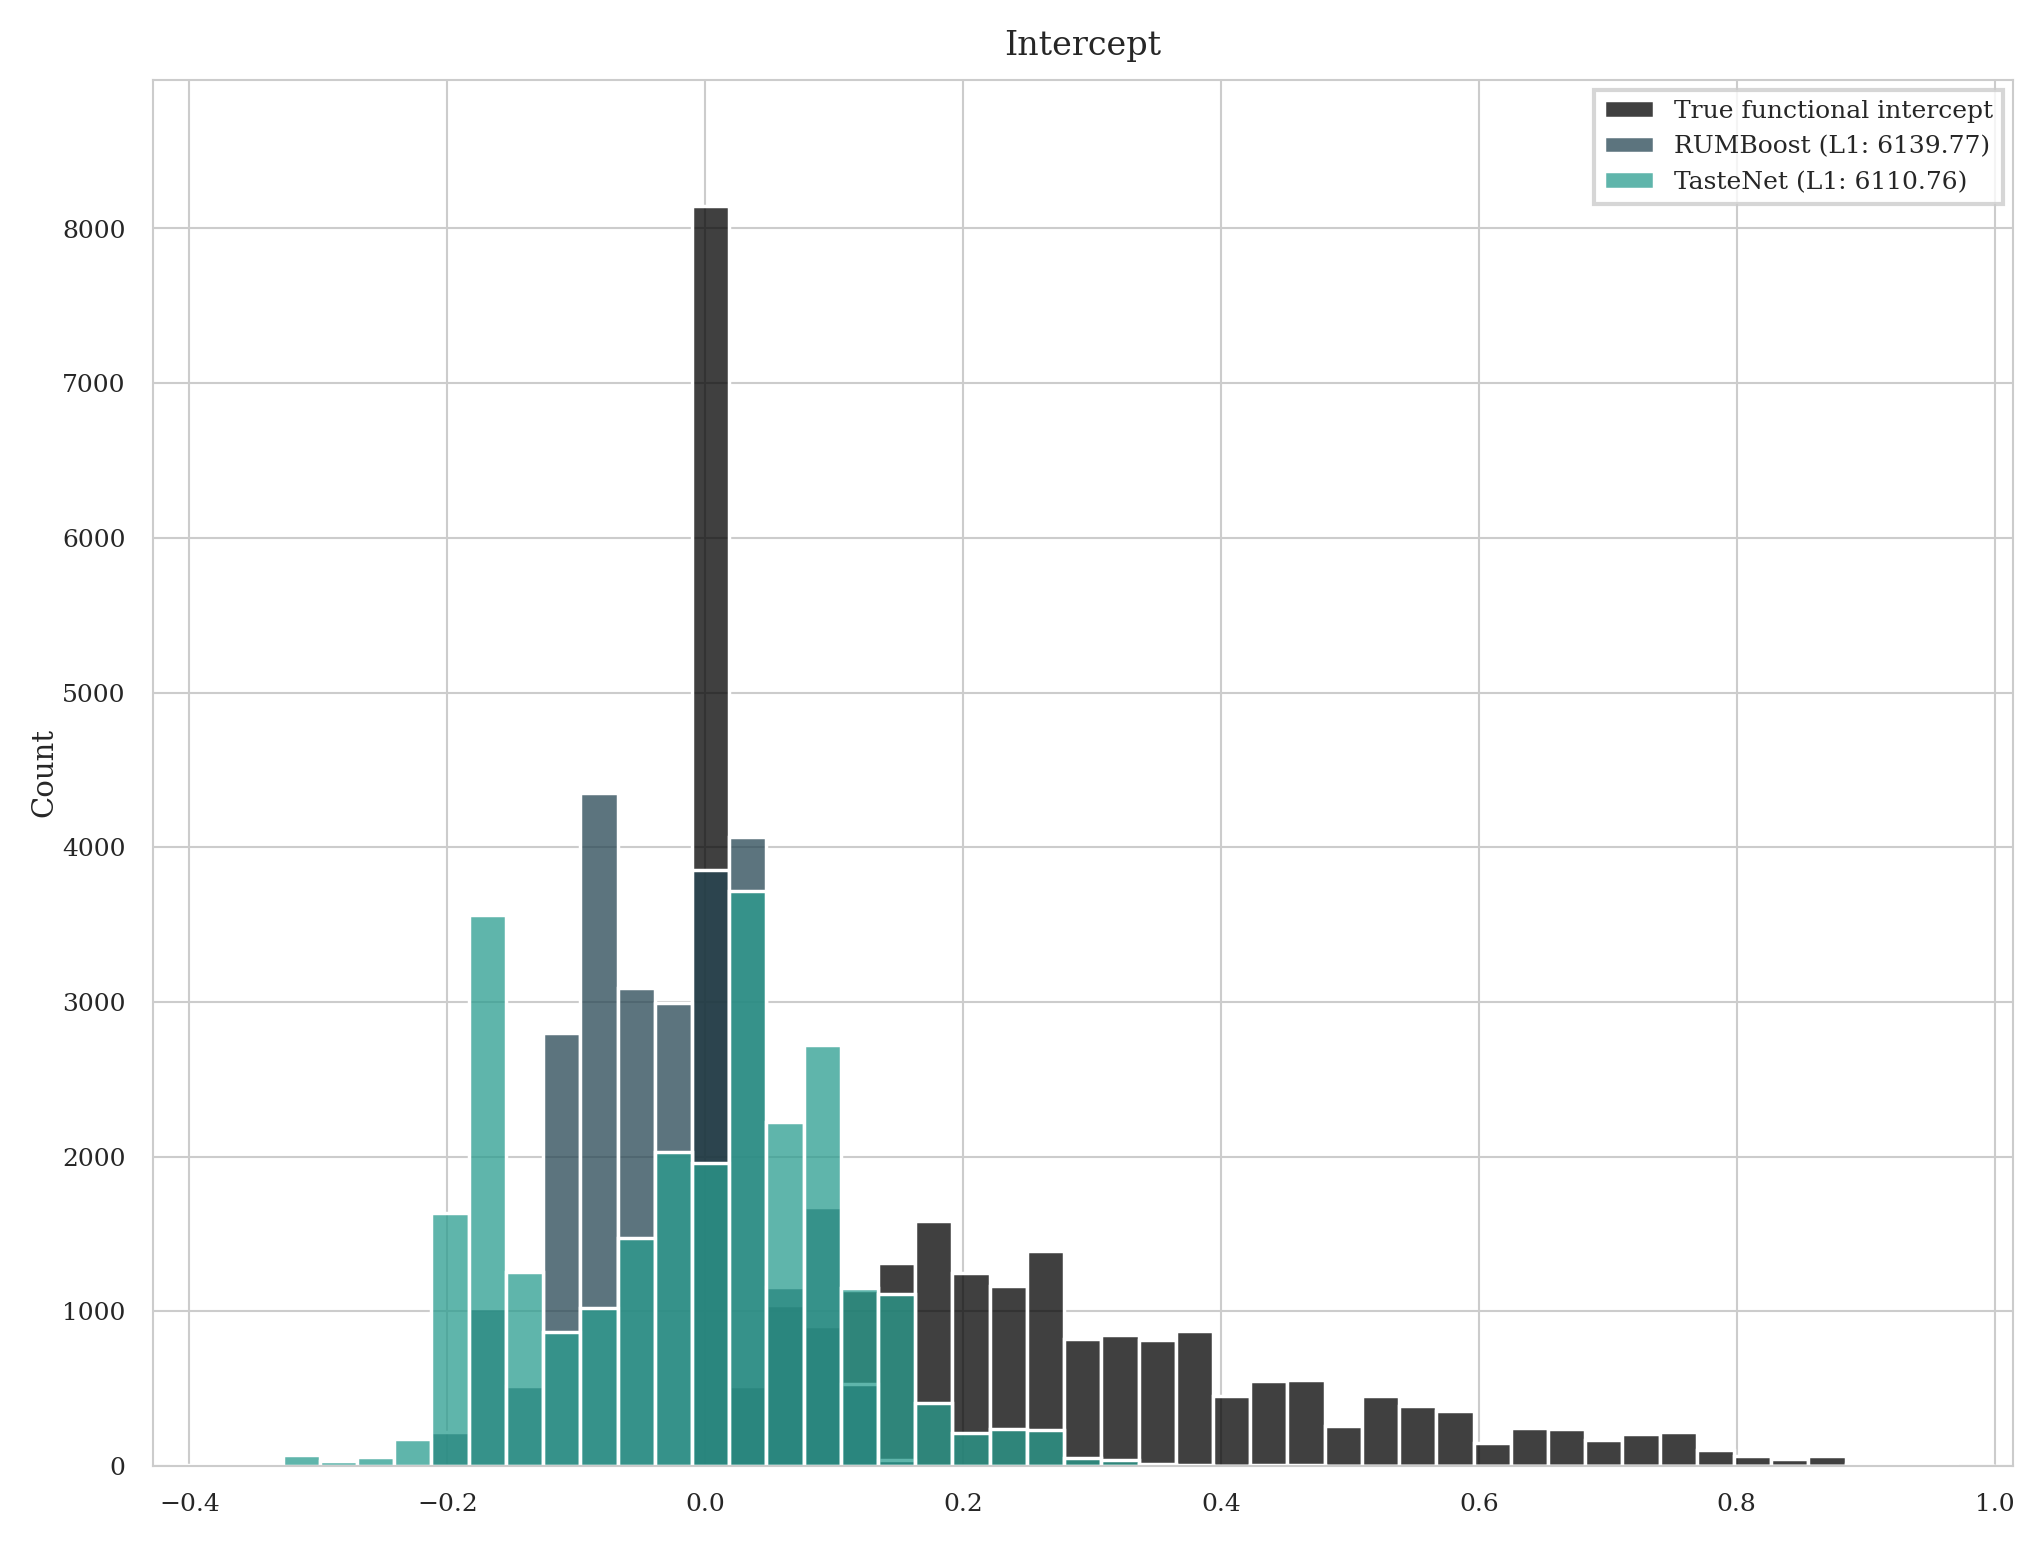 Intercept
True functional intercept
RUMBoost (L1: 6139.77)
TasteNet (L1: 6110.76)
Count
8000
7000
6000
5000
4000
3000
2000
1000
0
−0.4 −0.2 0.0 0.2 0.4 0.6 0.8 1.0